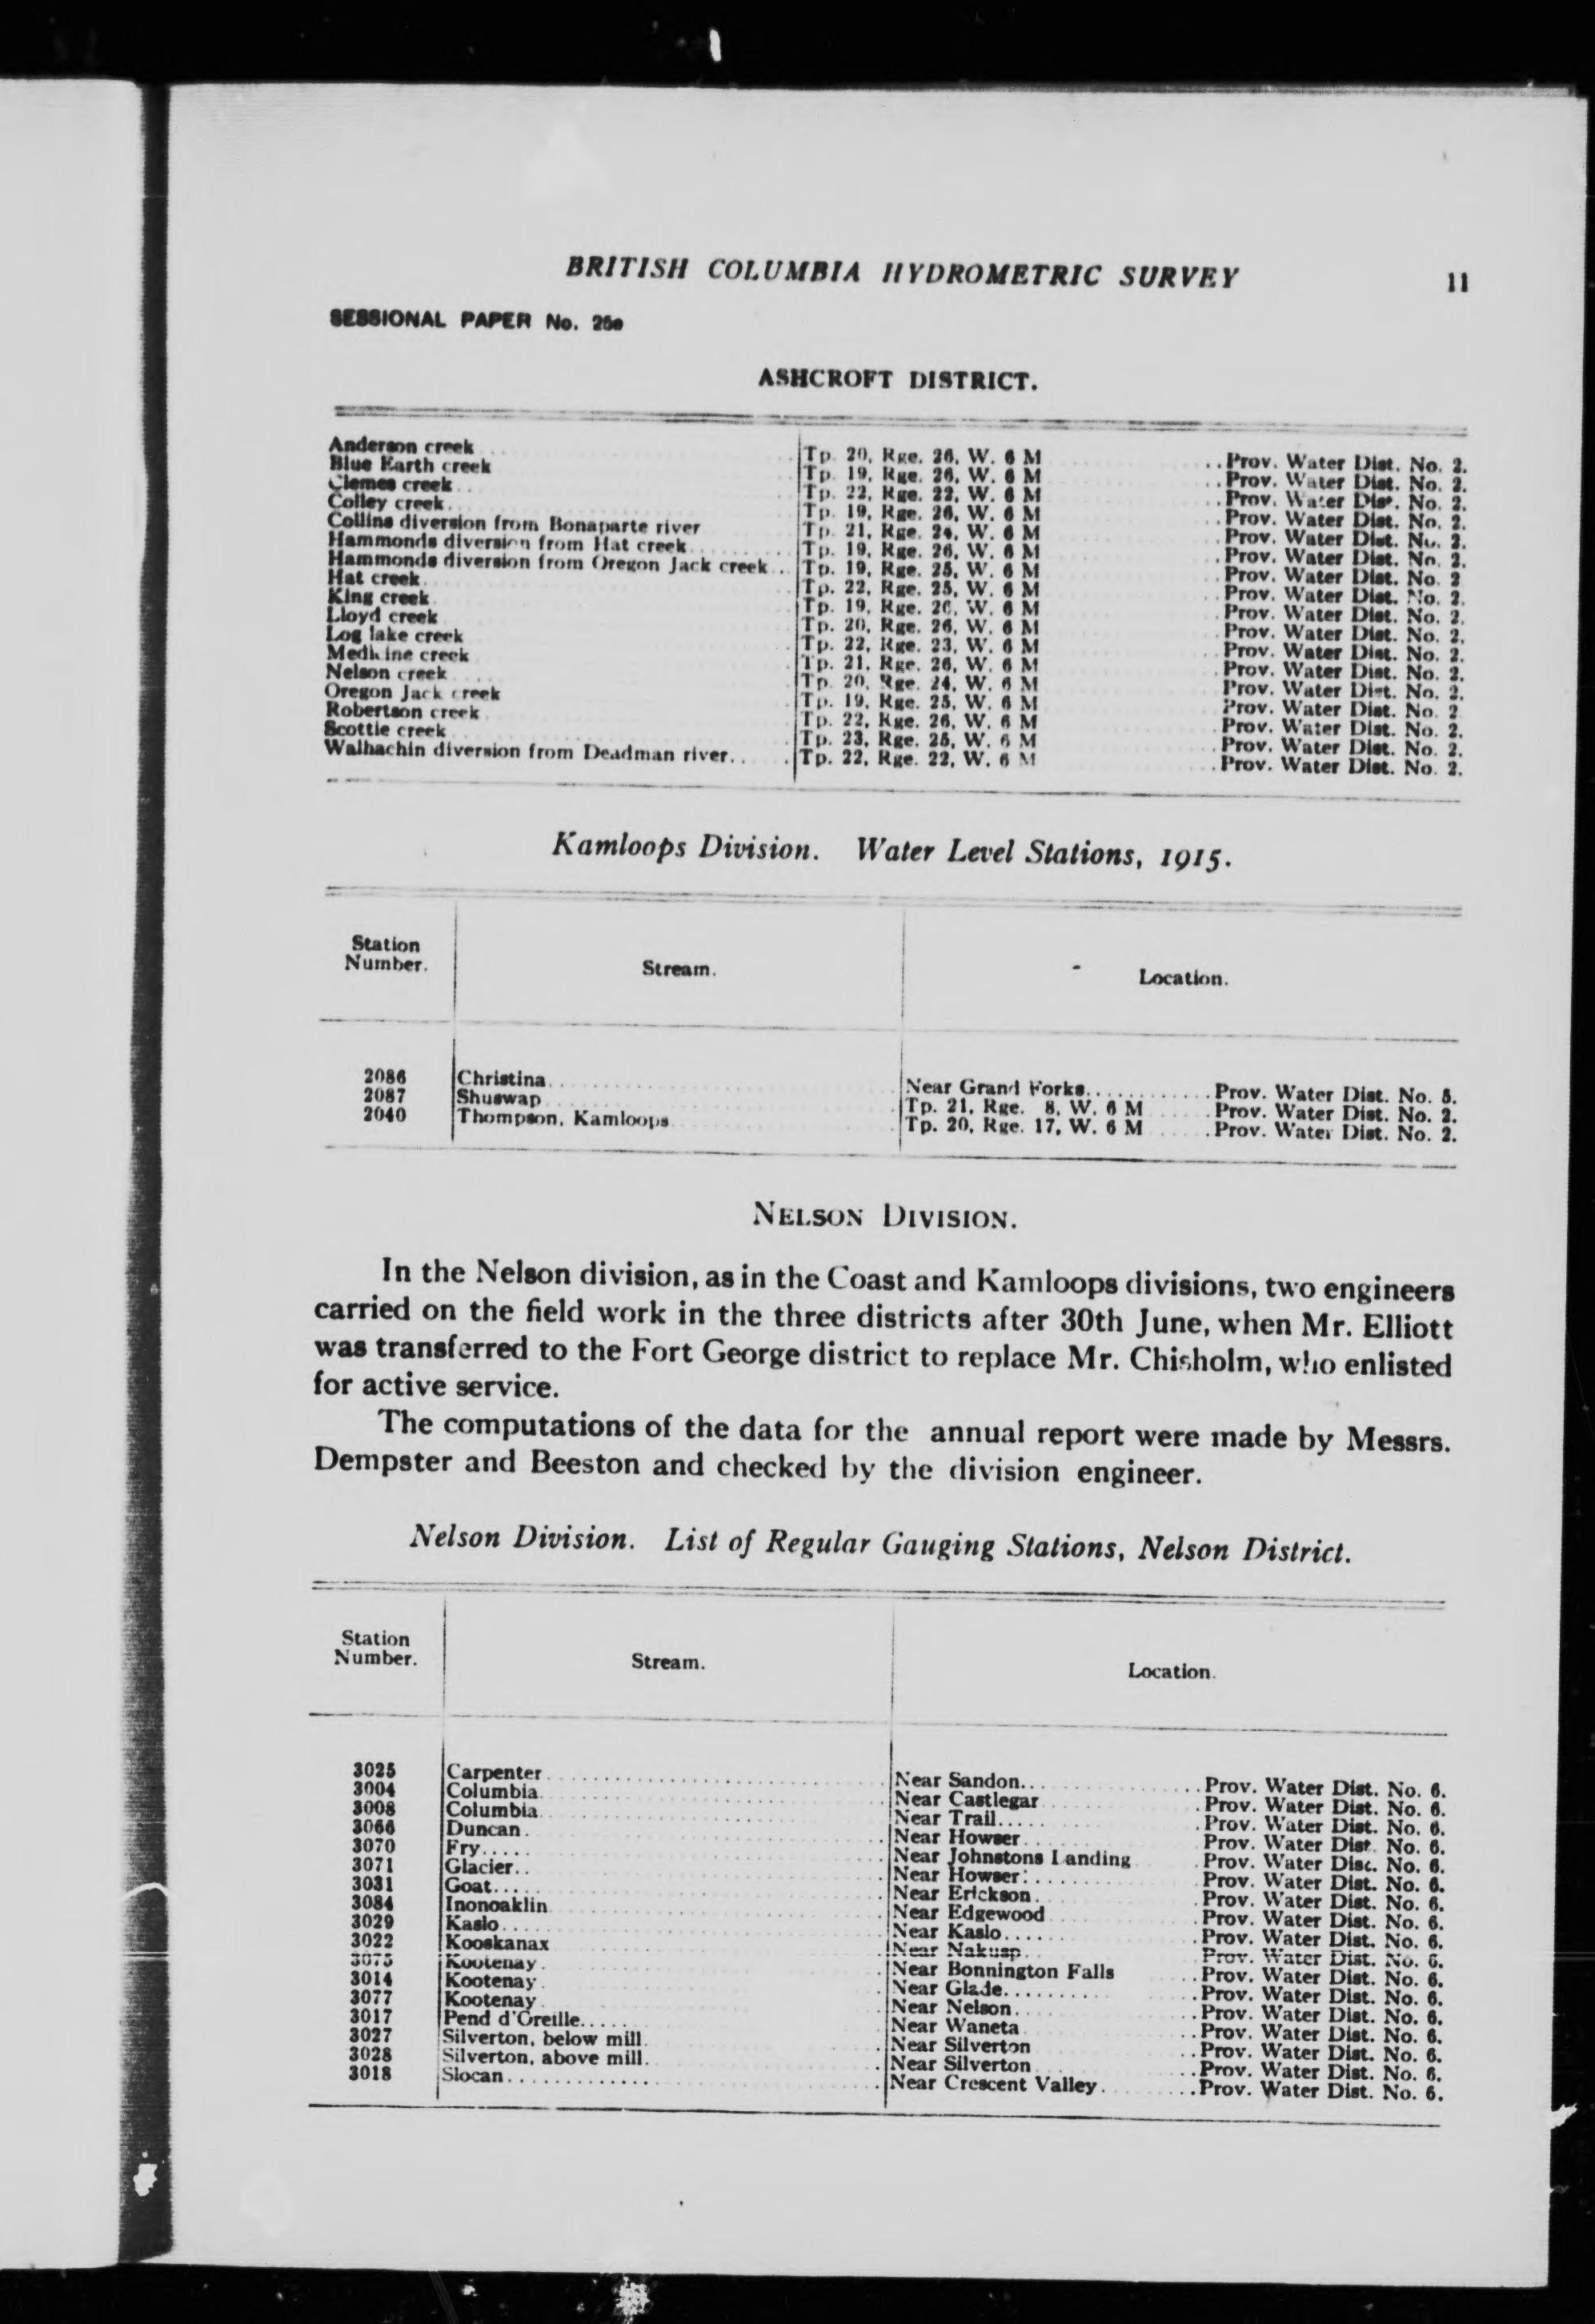 BRITISH COLUMBIA HYDROMETRIC SURVEY 11
SESSIONAL PAPER No. 25e
ASHCROFT DISTRICT.
Anderson creek Tp. 20, Rge. 26, W. 6 M Prov. Water Dist. No. 2.
Blue Earth creek Tp. 19, Rge. 26, W. 6 M Prov. Water Dist. No. 2.
Clemes creek Tp. 22, Rge. 22, W. 6 M Prov. Water Dist. No. 2.
Colley creek Tp. 19, Rge. 26, W. 6 M Prov. Water Dist. No. 2.
Collins diversion from Bonaparte river Tp. 21, Rge. 24, W. 6 M Prov. Water Dist. No. 2.
Hammonds diversion from Hat creek Tp. 19, Rge. 26, W. 6 M Prov. Water Dist. No. 2.
Hammonds diversion from Oregon Jack creek Tp. 19, Rge. 25, W. 6 M Prov. Water Dist. No. 2
Hat creek Tp. 22, Rge. 25, W. 6 M Prov. Water Dist. No. 2.
King creek Tp. 19, Rge. 26, W. 6 M Prov. Water Dist. No. 2.
Lloyd creek Tp. 20, Rge. 26, W. 6 M Prov. Water Dist. No. 2.
Log lake creek Tp. 22, Rge. 23, W. 6 M Prov. Water Dist. No. 2.
Medicine creek Tp. 21, Rge. 26, W. 6 M Prov. Water Dist. No. 2.
Nelson creek Tp. 20, Rge. 24, W. 6 M Prov. Water Dist. No. 2.
Oregon Jack creek Tp. 19, Rge. 25, W. 6 M Prov. Water Dist. No. 2
Robertson creek Tp. 22, Rge. 26, W. 6 M Prov. Water Dist. No. 2.
Scottie creek Tp. 23, Rge. 25, W. 6 M Prov. Water Dist. No. 2.
Walhachin diversion from Deadman river Tp. 22, Rge. 22, W. 6 M Prov. Water Dist. No. 2.
Kamloops Division. Water Level Stations, 1915.
Station Number. Stream. Location.
2086 Christina Near Grand Forks Prov. Water Dist. No. 5.
2087 Shuswap Tp. 21, Rge. 8, W. 6 M Prov. Water Dist. No. 2.
2040 Thompson, Kamloops Tp. 20, Rge. 17, W. 6 M Prov. Water Dist. No. 2.
NELSON DIVISION.
In the Nelson division, as in the Coast and Kamloops divisions, two engineers
carried on the field work in the three districts after 30th June, when Mr. Elliott
was transferred to the Fort George district to replace Mr. Chisholm, who enlisted
for active service.
The computations of the data for the annual report were made by Messrs.
Dempster and Beeston and checked by the division engineer.
Nelson Division. List of Regular Gauging Stations, Nelson District.
Station Number. Stream. Location.
3025 Carpenter Near Sandon Prov. Water Dist. No. 6.
3004 Columbia Near Castlegar Prov. Water Dist. No. 6.
3008 Columbia Near Trail Prov. Water Dist. No. 6.
3066 Duncan Near Howser Prov. Water Dist. No. 6.
3070 Fry Near Johnstons Landing Prov. Water Dist. No. 6.
3071 Glacier Near Howser Prov. Water Dist. No. 6.
3031 Goat Near Erickson Prov. Water Dist. No. 6.
3084 Inonoaklin Near Edgewood Prov. Water Dist. No. 6.
3029 Kaslo Near Kaslo Prov. Water Dist. No. 6.
3022 Kooskanax Near Nakusp Prov. Water Dist. No. 6.
Kootenay Near Bonnington Falls Prov. Water Dist. No. 6.
3014 Kootenay Near Glade Prov. Water Dist. No. 6.
3077 Kootenay Near Nelson Prov. Water Dist. No. 6.
3017 Pend d'Oreille Near Waneta Prov. Water Dist. No. 6.
3027 Silverton, below mill Near Silverton Prov. Water Dist. No. 6.
3028 Silverton, above mill Near Silverton Prov. Water Dist. No. 6.
3018 Slocan Near Crescent Valley Prov. Water Dist. No. 6.